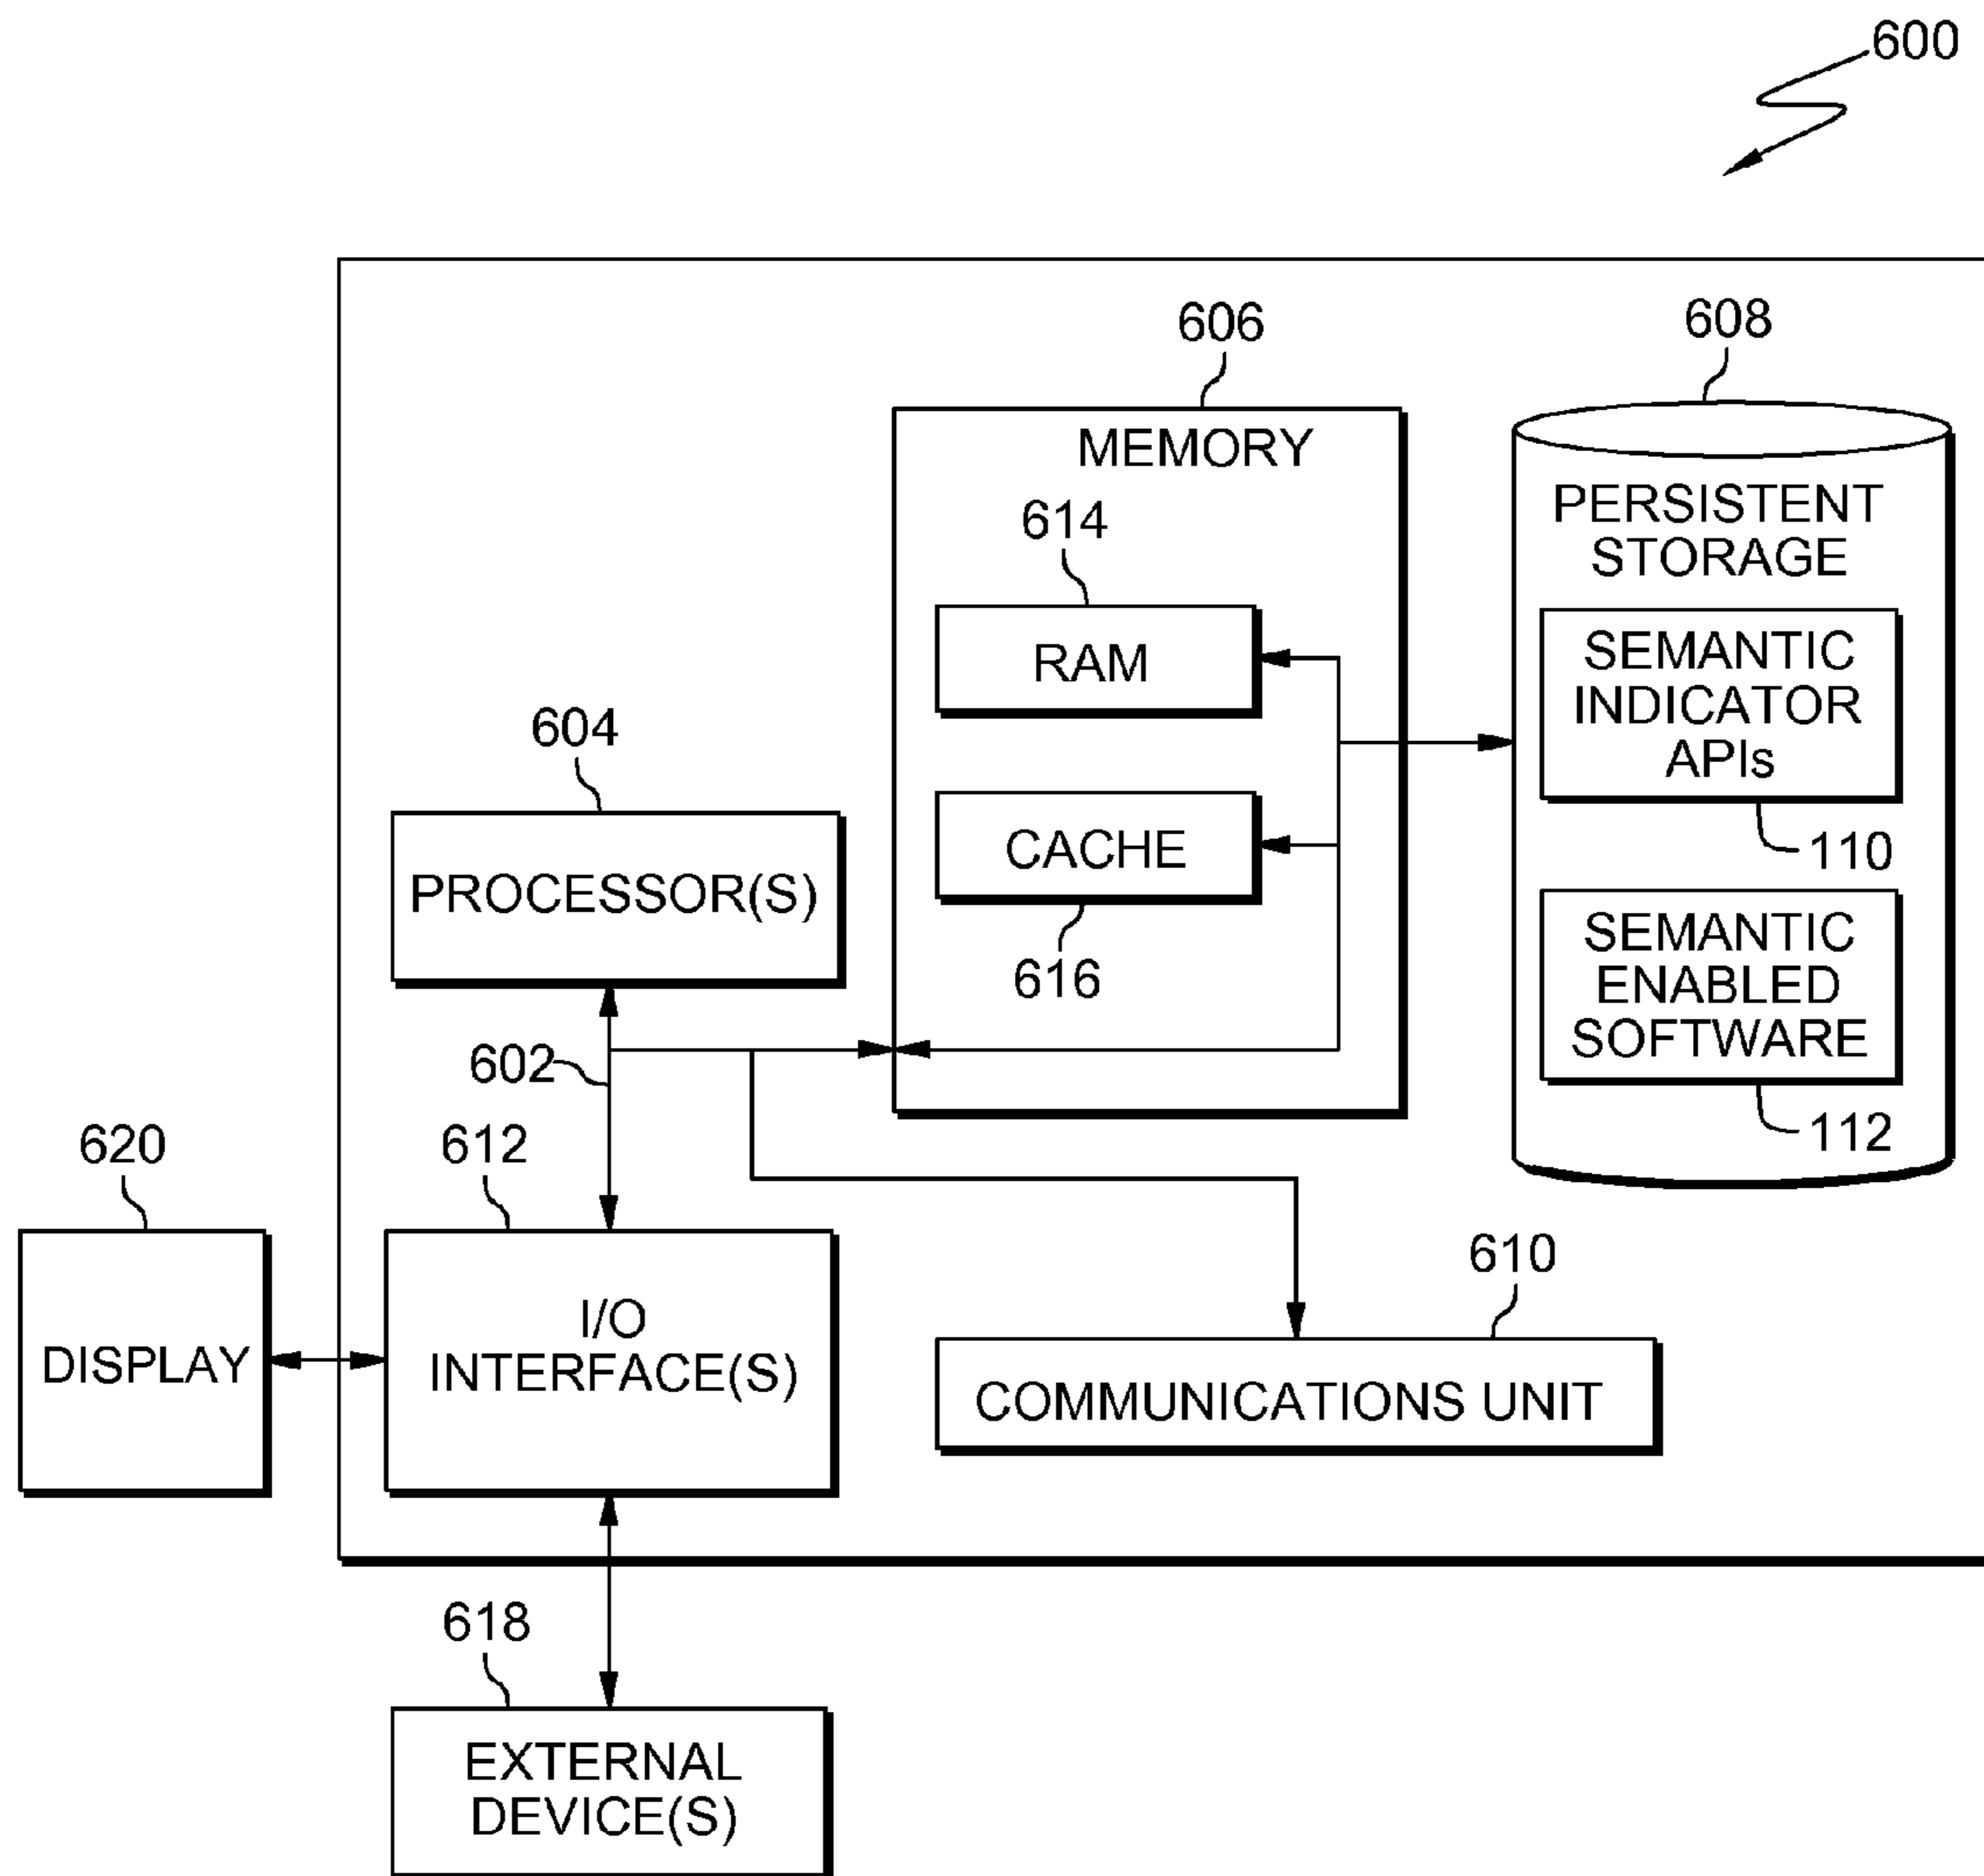 600
606
608
MEMORY
614
RAM
PERSISTENT
STORAGE
SEMANTIC
INDICATOR
APIs
110
604
PROCESSOR(S)
CACHE
616
SEMANTIC
ENABLED
SOFTWARE
112
602
620
612
DISPLAY
I/O
INTERFACE(S)
610
COMMUNICATIONS UNIT
618
EXTERNAL
DEVICE(S)